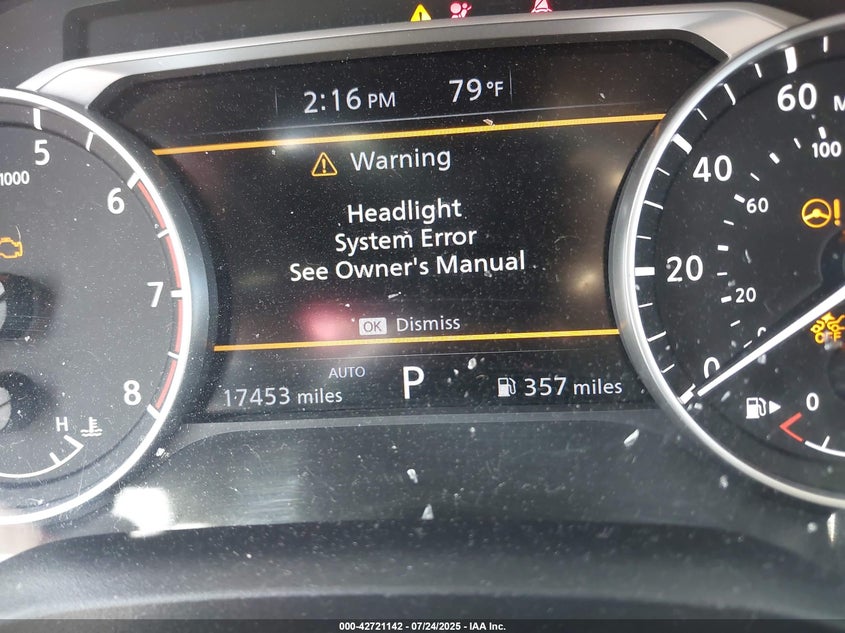 2:16 PM 79°F
Warning
Headlight
System Error
See Owner's Manual
OK Dismiss
AUTO
17453 miles P 357 miles
5
1000
6
7
8
H
60
M
100
40
60
20
20
0
0
OFF
0
000-42721142 - 07/24/2025 - IAA Inc.